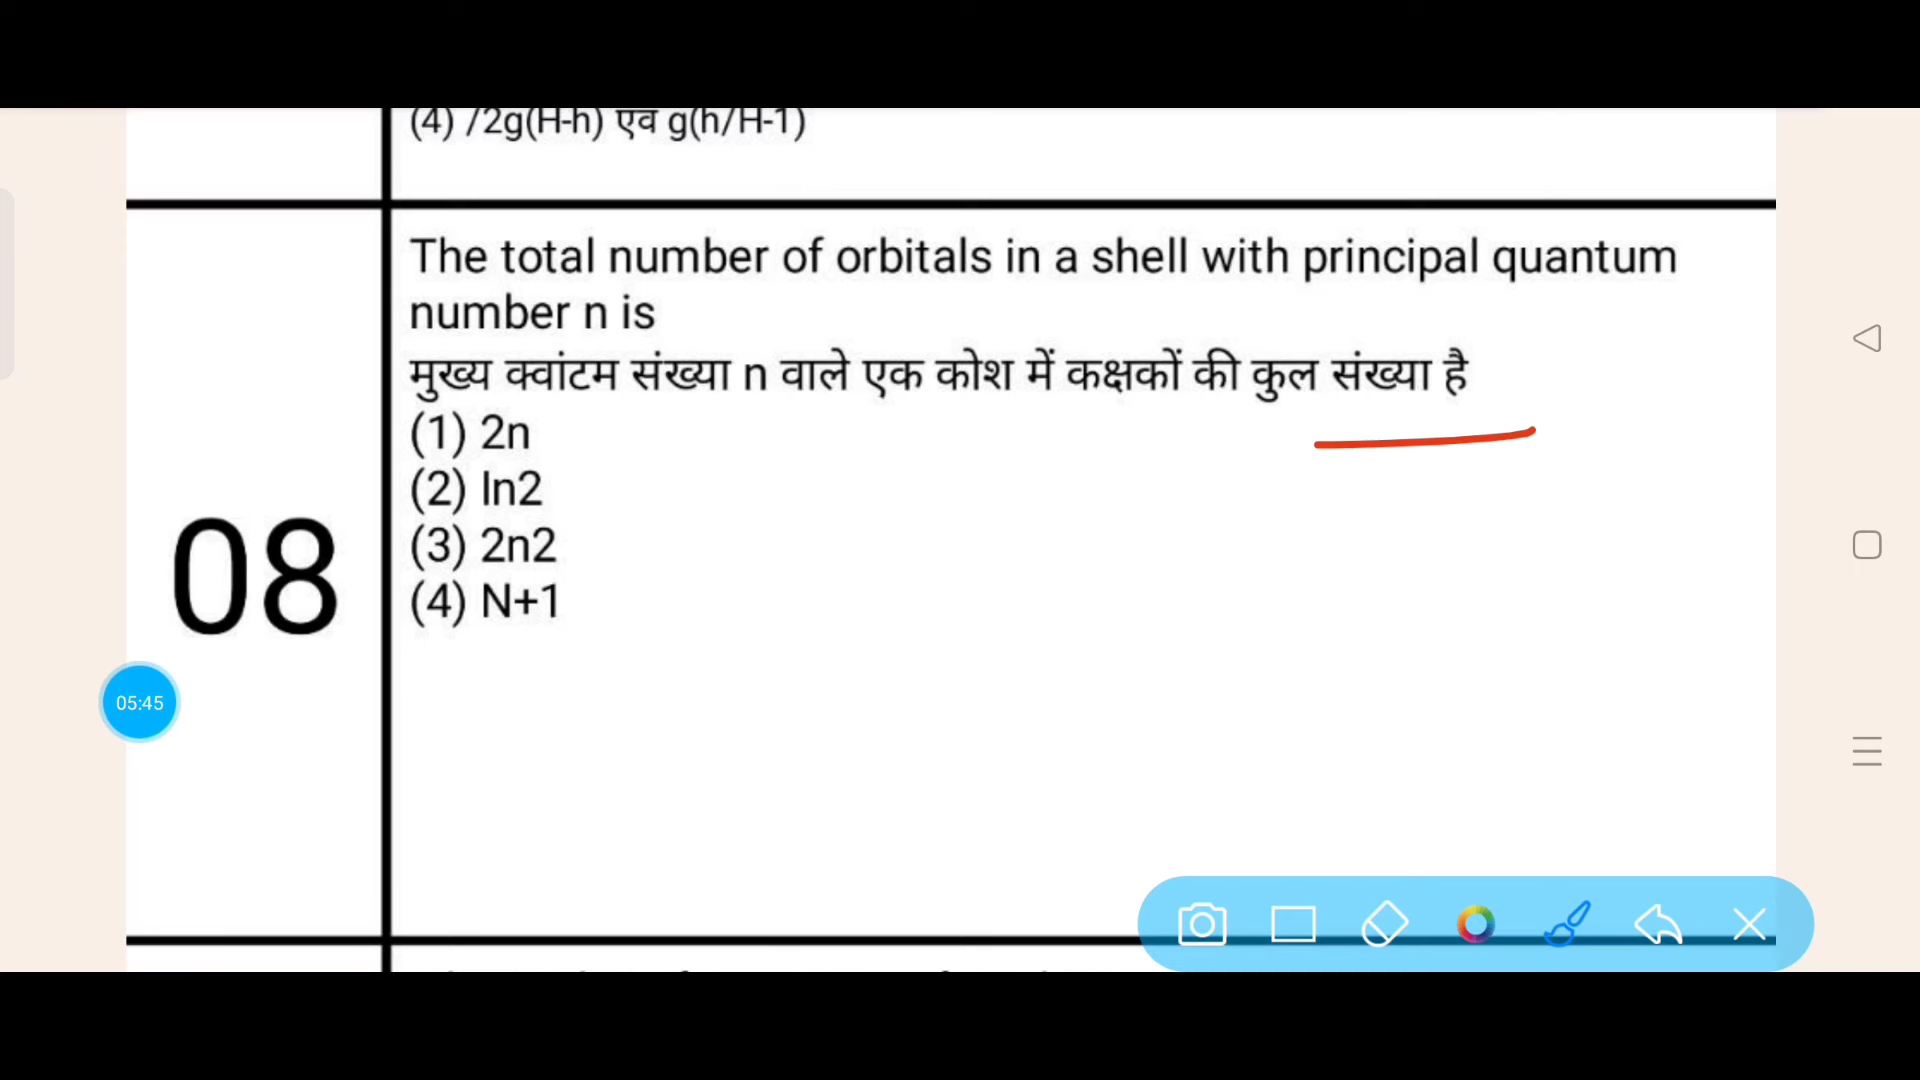 (4) /2g(H-h) एवं g(h/H-1)
The total number of orbitals in a shell with principal quantum
number n is
मुख्य क्वांटम संख्या n वाले एक कोश में कक्षकों की कुल संख्या है
(1) 2n
(2) In2
(3) 2n2
(4) N+1
08
05:45